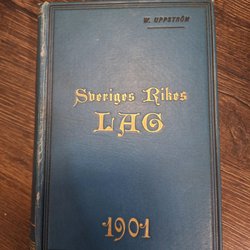 W. UPPSTRÖM
Sveriges Rikes
LAG
1901